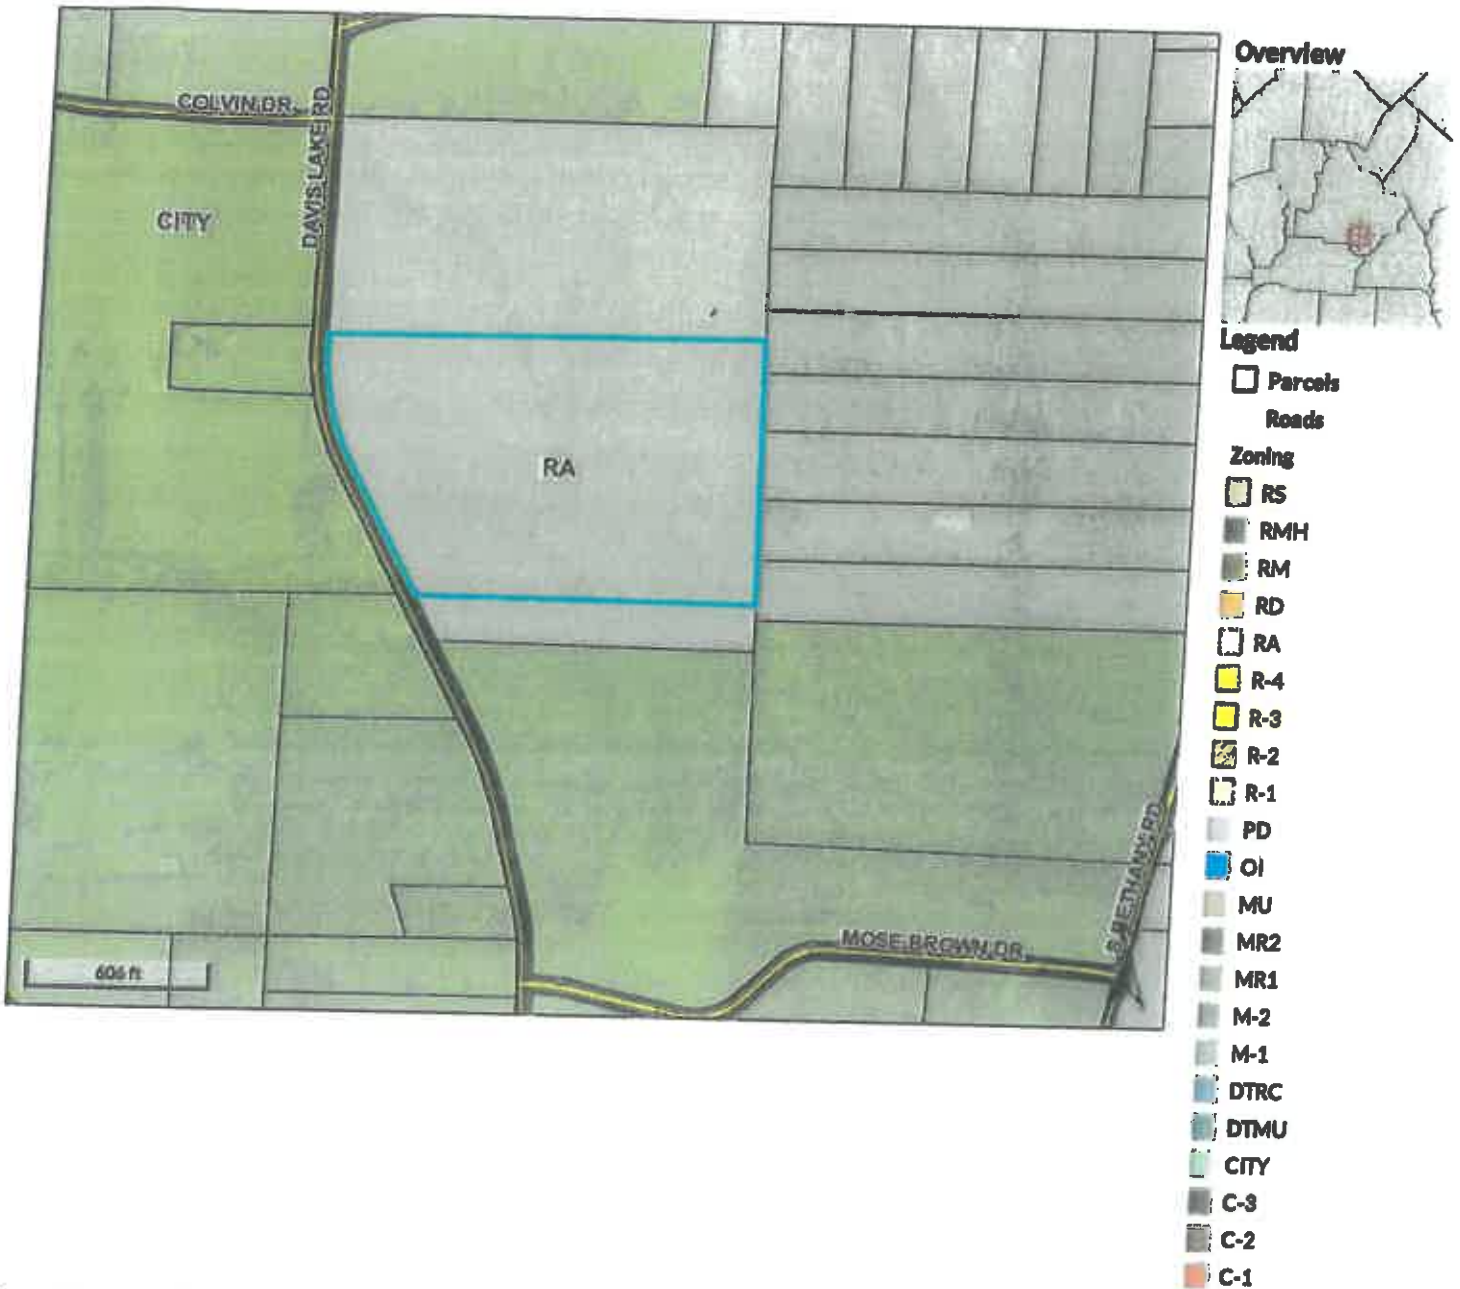 COLVIN DR
DAVIS LAKE RD
CITY
RA
S BETHANY RD
MOSE BROWN DR
606 ft
Overview
Legend
Parcels
Roads
Zoning
RS
RMH
RM
RD
RA
R-4
R-3
R-2
R-1
PD
OI
MU
MR2
MR1
M-2
M-1
DTRC
DTMU
CITY
C-3
C-2
C-1